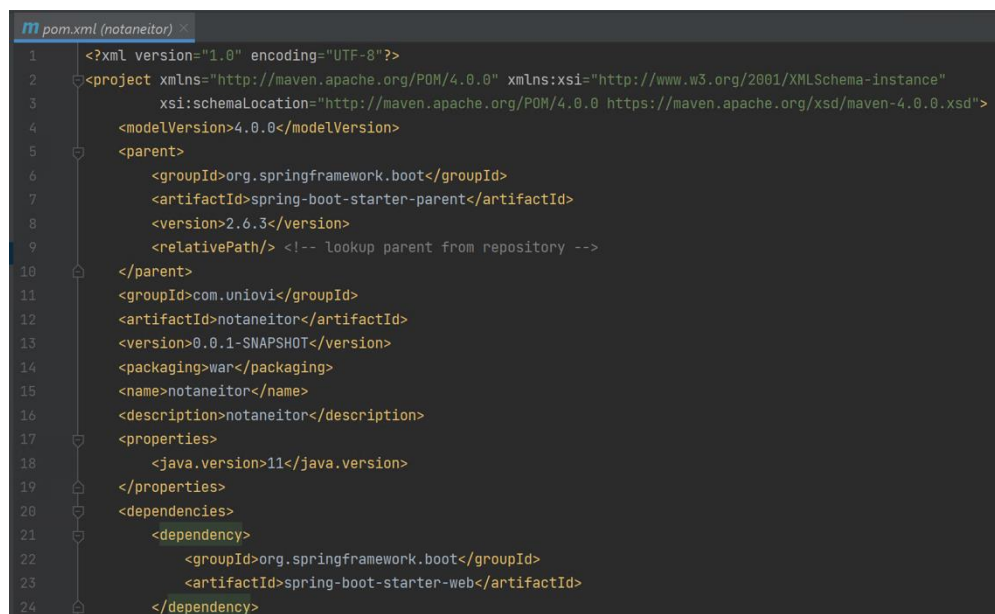 m pom.xml (notaneitor) ×
1 <?xml version="1.0" encoding="UTF-8"?>
2 <project xmlns="http://maven.apache.org/POM/4.0.0" xmlns:xsi="http://www.w3.org/2001/XMLSchema-instance"
3 xsi:schemaLocation="http://maven.apache.org/POM/4.0.0 https://maven.apache.org/xsd/maven-4.0.0.xsd">
4 <modelVersion>4.0.0</modelVersion>
5 <parent>
6 <groupId>org.springframework.boot</groupId>
7 <artifactId>spring-boot-starter-parent</artifactId>
8 <version>2.6.3</version>
9 <relativePath/> <!-- lookup parent from repository -->
10 </parent>
11 <groupId>com.uniovi</groupId>
12 <artifactId>notaneitor</artifactId>
13 <version>0.0.1-SNAPSHOT</version>
14 <packaging>war</packaging>
15 <name>notaneitor</name>
16 <description>notaneitor</description>
17 <properties>
18 <java.version>11</java.version>
19 </properties>
20 <dependencies>
21 <dependency>
22 <groupId>org.springframework.boot</groupId>
23 <artifactId>spring-boot-starter-web</artifactId>
24 </dependency>